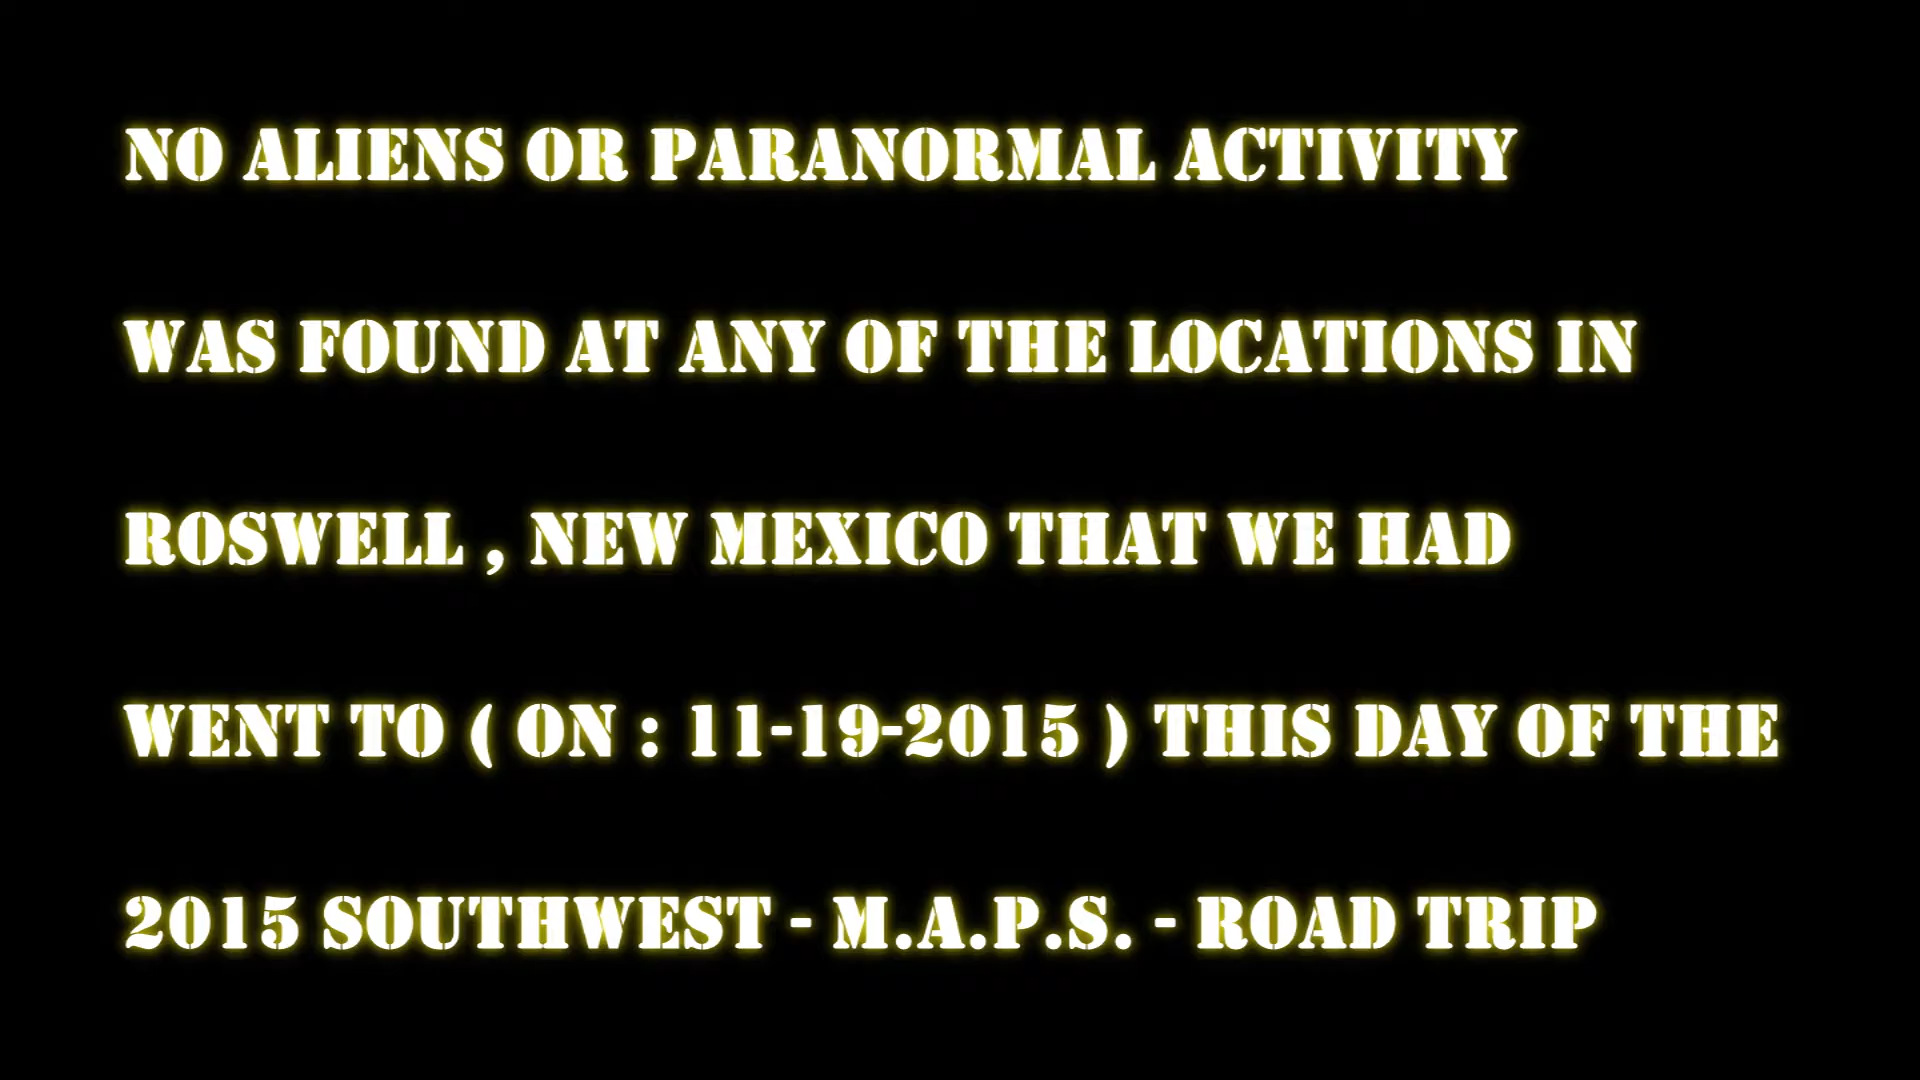 NO ALIENS OR PARANORMAL ACTIVITY
WAS FOUND AT ANY OF THE LOCATIONS IN
ROSWELL , NEW MEXICO THAT WE HAD
WENT TO ( ON : 11-19-2015 ) THIS DAY OF THE
2015 SOUTHWEST - M.A.P.S. - ROAD TRIP